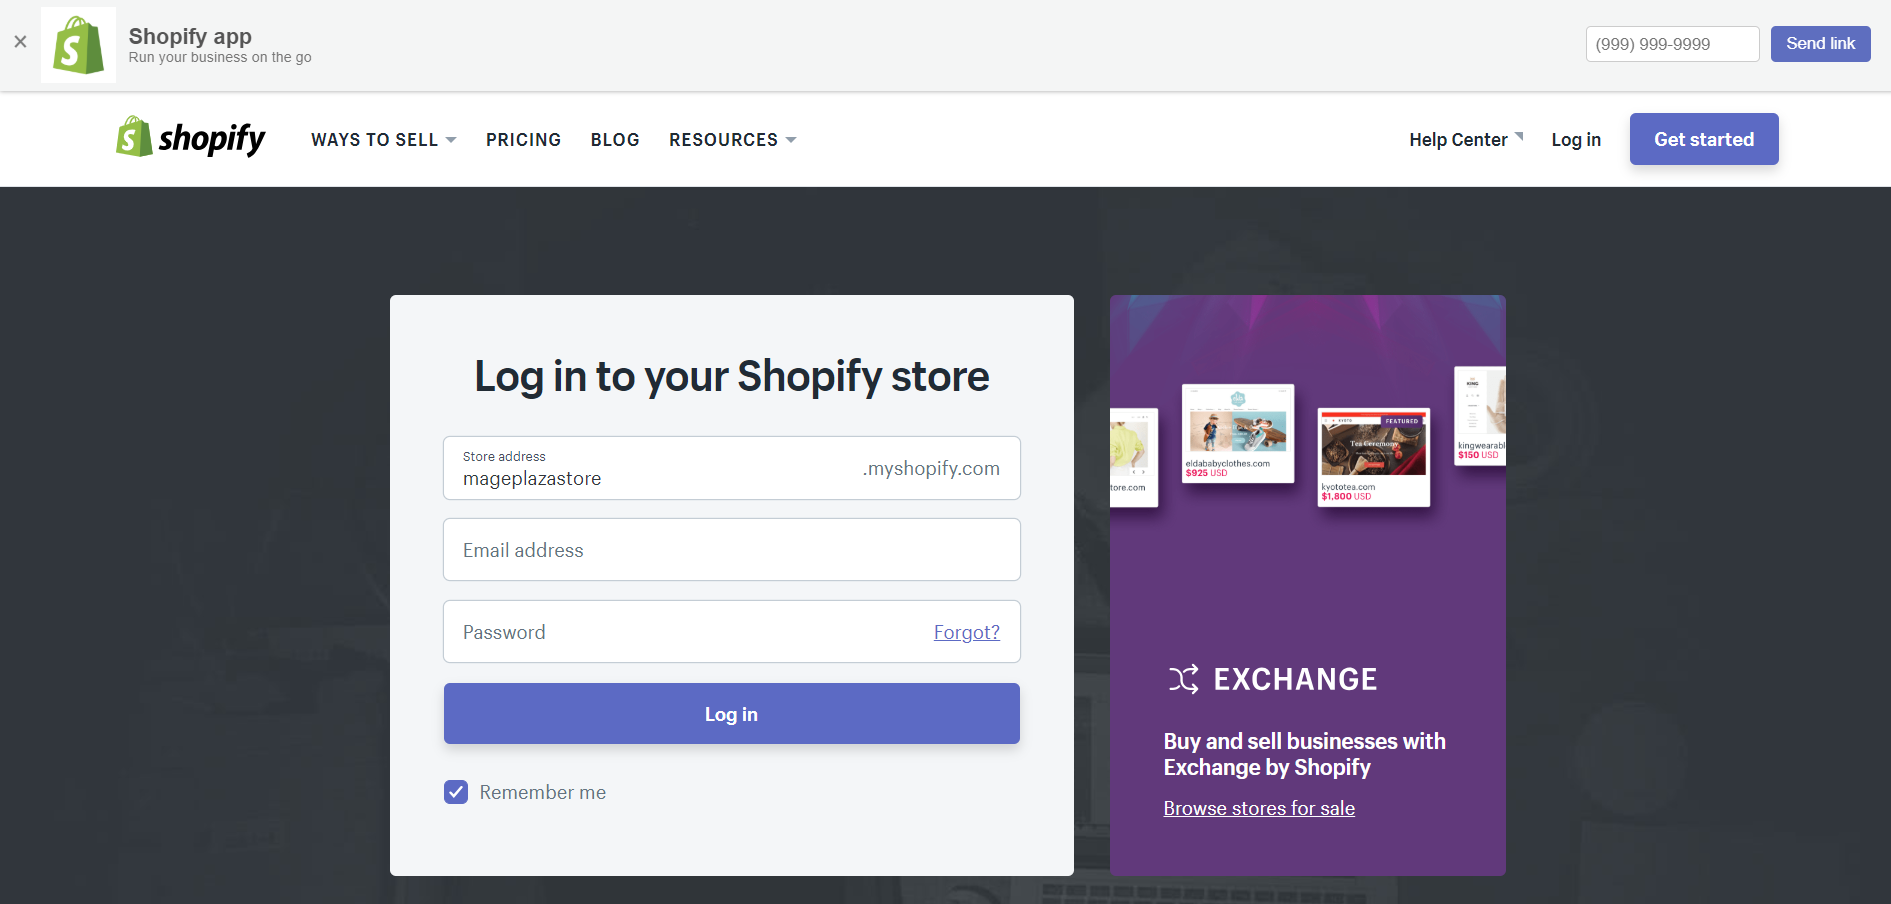 Shopify app
Run your business on the go
(999) 999-9999
Send link
shopify
WAYS TO SELL
PRICING
BLOG
RESOURCES
Help Center
Log in
Get started
Log in to your Shopify store
Store address
mageplazastore
.myshopify.com
Email address
Password
Forgot?
Log in
Remember me
tore.com
eldababyclothes.com
$925 USD
FEATURED
Tea Ceremony
kyototea.com
$1,800 USD
KING
kingwearabl
$150 USD
EXCHANGE
Buy and sell businesses with
Exchange by Shopify
Browse stores for sale